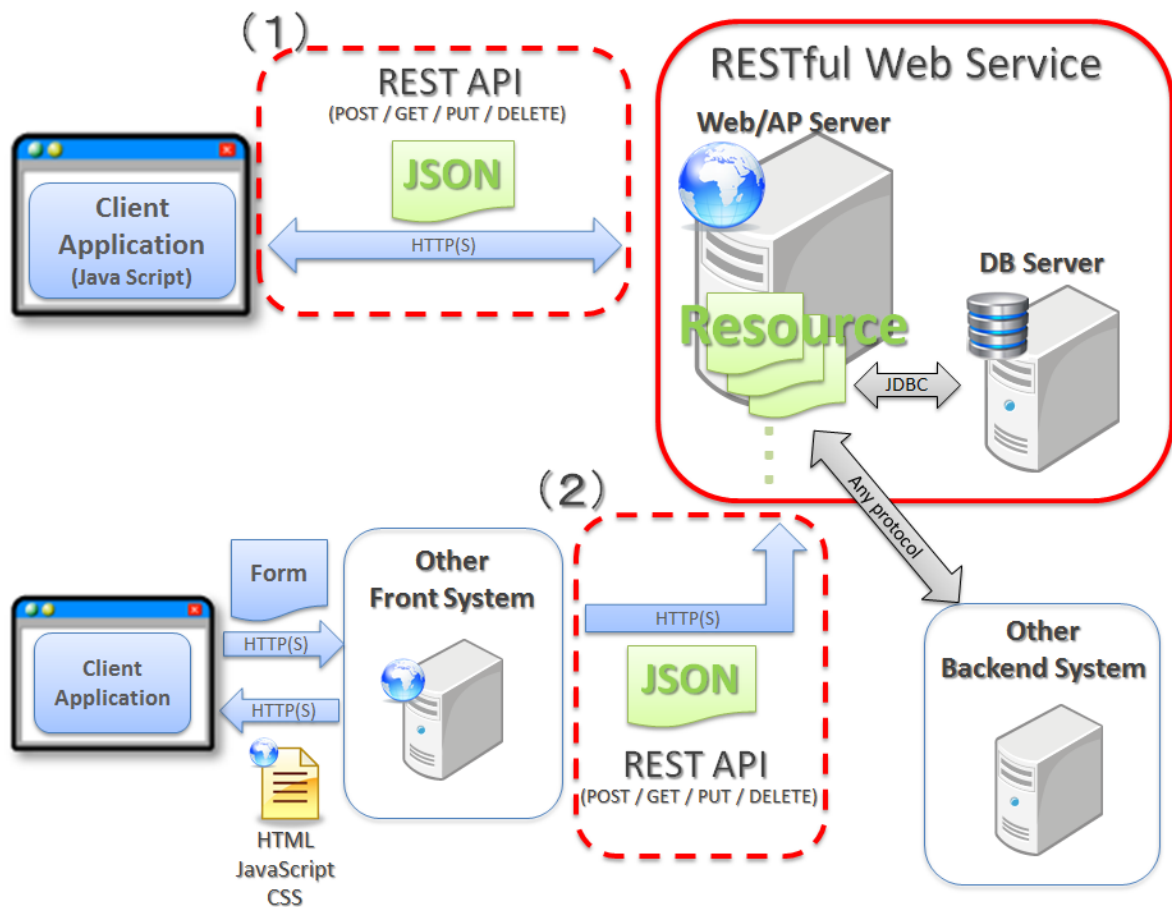 (1)
REST API
(POST / GET / PUT / DELETE)
JSON
HTTP(S)
Client
Application
(Java Script)
RESTful Web Service
Web/AP Server
DB Server
Resource
JDBC
Any protocol
(2)
Form
HTTP(S)
HTTP(S)
Client
Application
HTML
JavaScript
CSS
Other
Front System
HTTP(S)
JSON
REST API
(POST / GET / PUT / DELETE)
Other
Backend System